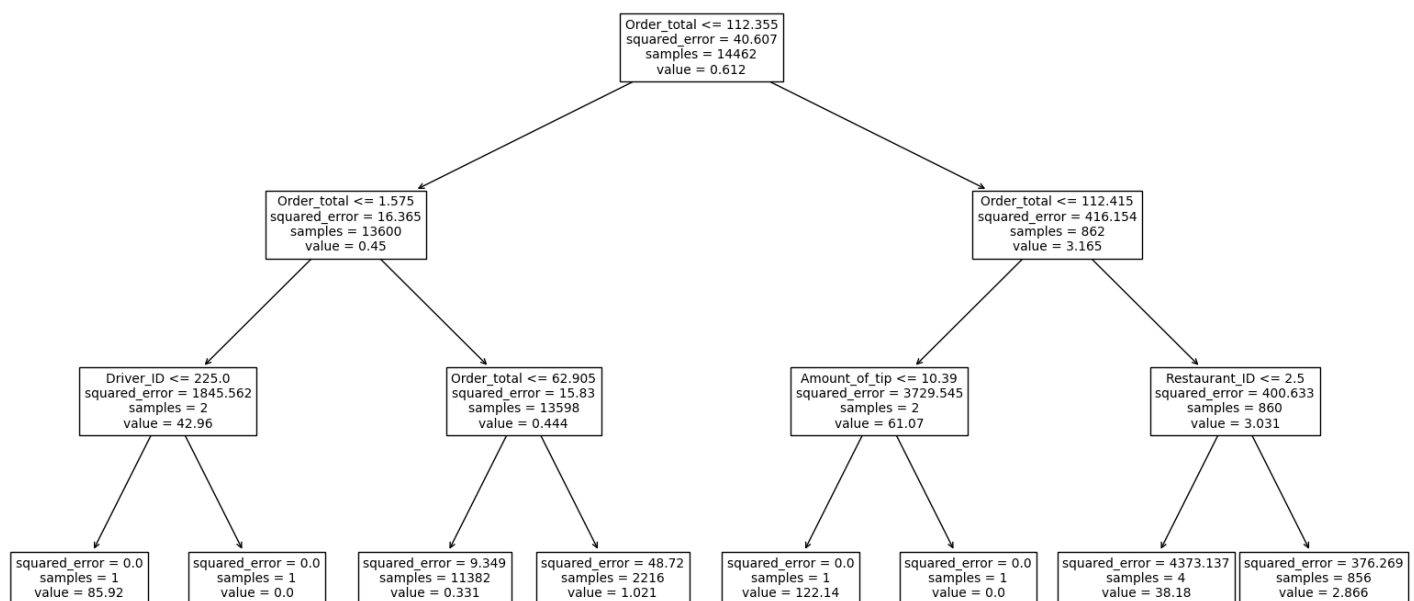 Order_total <= 112.355
squared_error = 40.607
samples = 14462
value = 0.612
Order_total <= 1.575
squared_error = 16.365
samples = 13600
value = 0.45
Order_total <= 112.415
squared_error = 416.154
samples = 862
value = 3.165
Driver_ID <= 225.0
squared_error = 1845.562
samples = 2
value = 42.96
Order_total <= 62.905
squared_error = 15.83
samples = 13598
value = 0.444
Amount_of_tip <= 10.39
squared_error = 3729.545
samples = 2
value = 61.07
Restaurant_ID <= 2.5
squared_error = 400.633
samples = 860
value = 3.031
squared_error = 0.0
samples = 1
value = 85.92
squared_error = 0.0
samples = 1
value = 0.0
squared_error = 9.349
samples = 11382
value = 0.331
squared_error = 48.72
samples = 2216
value = 1.021
squared_error = 0.0
samples = 1
value = 122.14
squared_error = 0.0
samples = 1
value = 0.0
squared_error = 4373.137
samples = 4
value = 38.18
squared_error = 376.269
samples = 856
value = 2.866